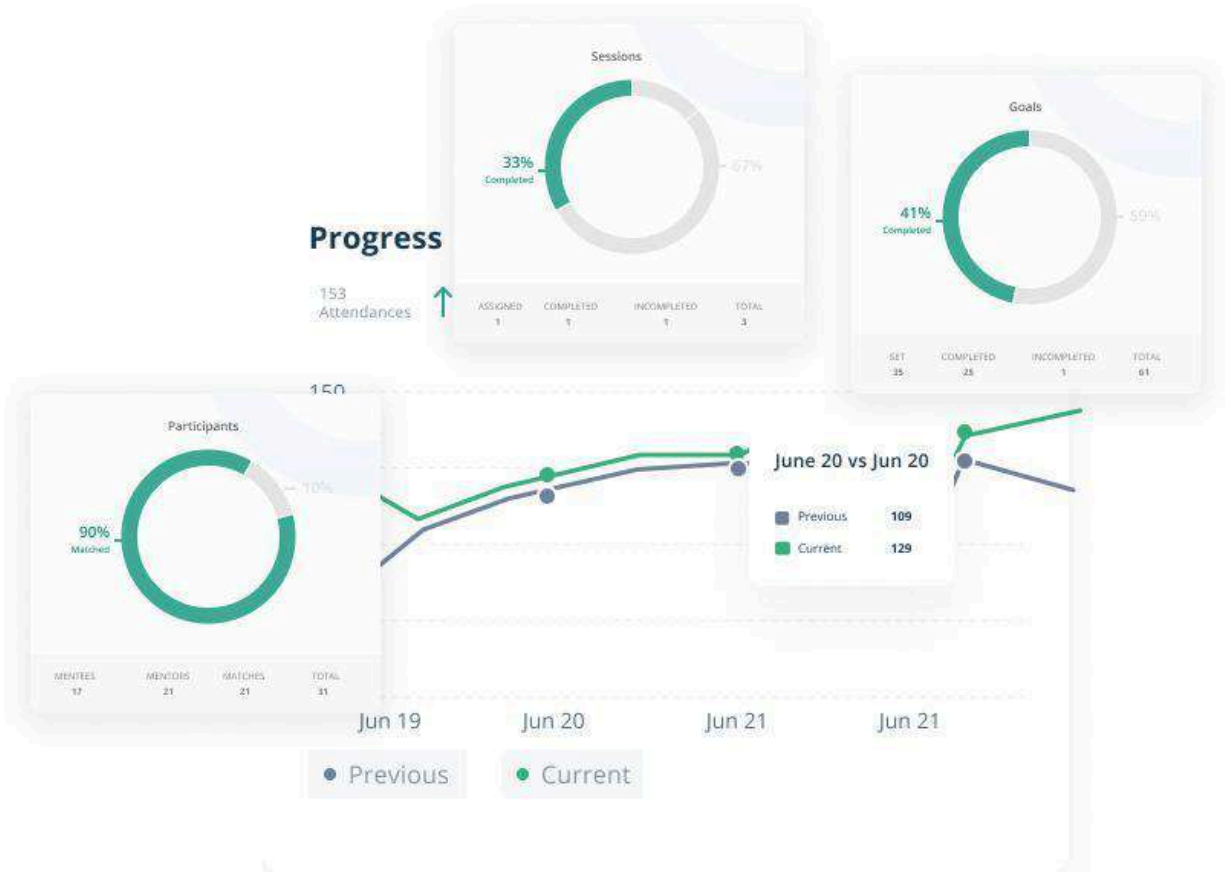 Sessions
33%
Completed
67%
ASSIGNED COMPLETED INCOMPLETED TOTAL
1 1 1 3
Goals
41%
Completed
59%
SET COMPLETED INCOMPLETED TOTAL
35 25 1 61
Progress
153
Attendances
150
Participants
90%
Matched
10%
MENTEES MENTORS MATCHES TOTAL
17 21 21 31
June 20 vs Jun 20
Previous 109
Current 129
Jun 19 Jun 20 Jun 21 Jun 21
Previous Current